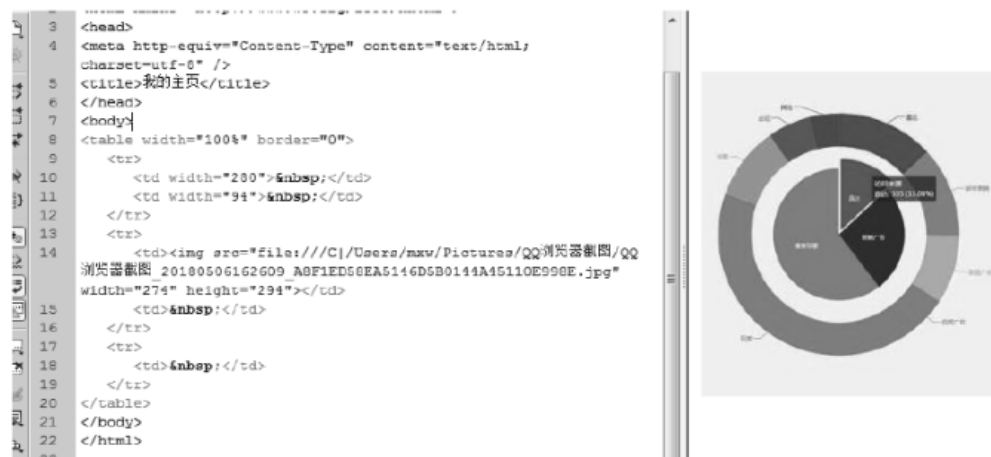 3 <head>
4 <meta http-equiv="Content-Type" content="text/html;
charset=utf-8" />
5 <title>我的主页</title>
6 </head>
7 <body>
8 <table width="100%" border="0">
9 <tr>
10 <td width="280">&nbsp;</td>
11 <td width="94">&nbsp;</td>
12 </tr>
13 <tr>
14 <td><img src="file:///C|/Users/mxw/Pictures/QQ浏览器截图/QQ
浏览器截图_20180506162609_A8F1ED58EA5146D5B0144A45110E998E.jpg"
width="274" height="294"></td>
15 <td>&nbsp;</td>
16 </tr>
17 <tr>
18 <td>&nbsp;</td>
19 </tr>
20 </table>
21 </body>
22 </html>